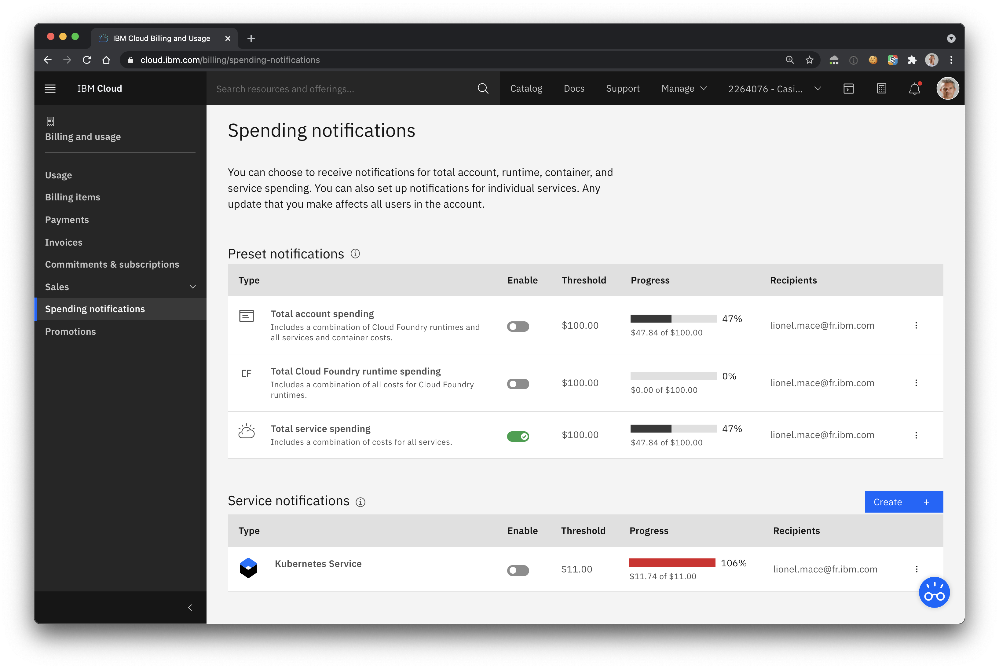 IBM Cloud Billing and Usage
cloud.ibm.com/billing/spending-notifications
S
IBM Cloud
Search resources and offerings...
Catalog
Docs
Support
Manage
2264076 - Casi...
Billing and usage
Usage
Billing items
Payments
Invoices
Commitments & subscriptions
Sales
Spending notifications
Promotions
Spending notifications
You can choose to receive notifications for total account, runtime, container, and
service spending. You can also set up notifications for individual services. Any
update that you make affects all users in the account.
Preset notifications
Type Enable Threshold Progress Recipients
Total account spending
Includes a combination of Cloud Foundry runtimes and
all services and container costs.
$100.00
47%
$47.84 of $100.00
lionel.mace@fr.ibm.com
CF
Total Cloud Foundry runtime spending
Includes a combination of all costs for Cloud Foundry
runtimes.
$100.00
0%
$0.00 of $100.00
lionel.mace@fr.ibm.com
Total service spending
Includes a combination of costs for all services.
$100.00
47%
$47.84 of $100.00
lionel.mace@fr.ibm.com
Service notifications
Create +
Type Enable Threshold Progress Recipients
Kubernetes Service
$11.00
106%
$11.74 of $11.00
lionel.mace@fr.ibm.com